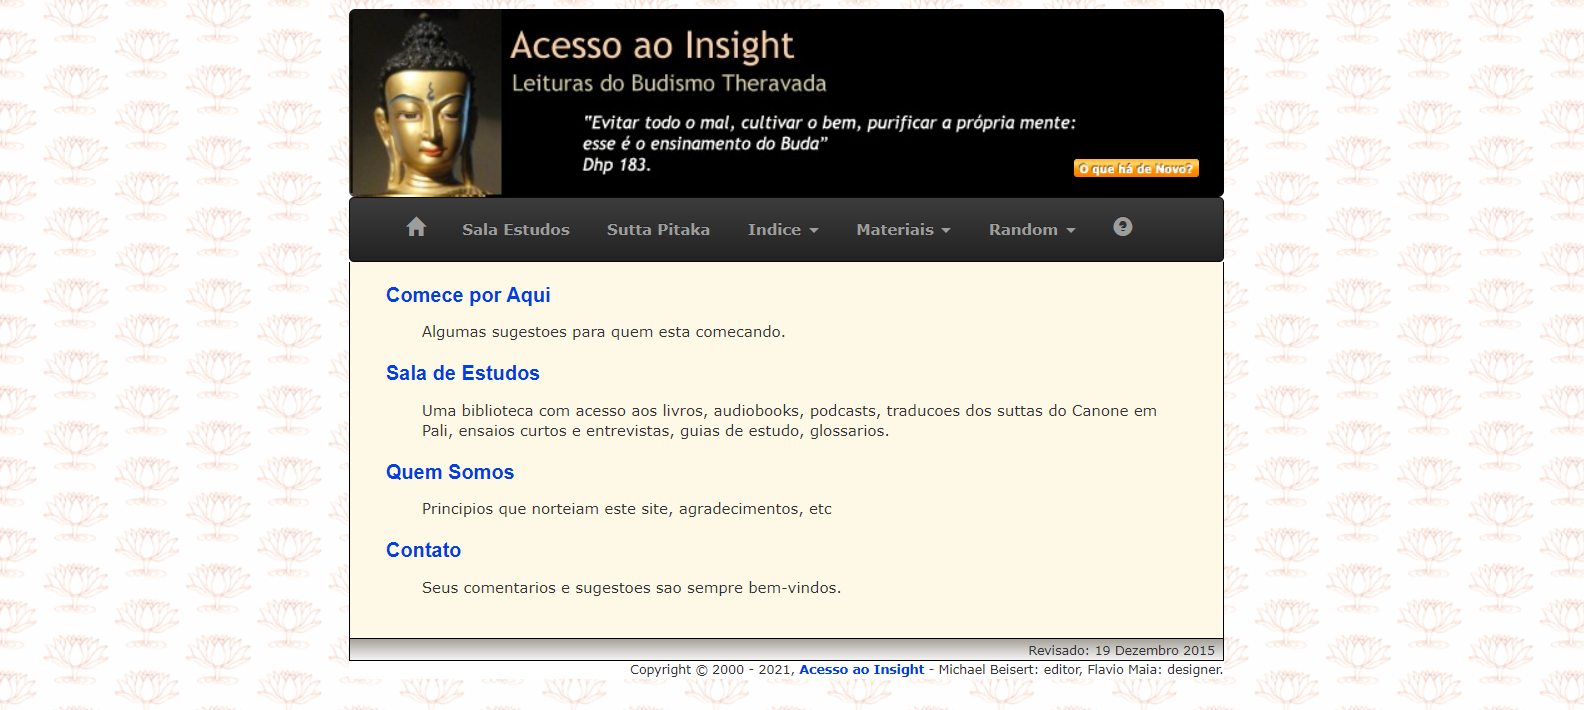 Acesso ao Insight
Leituras do Budismo Theravada
"Evitar todo o mal, cultivar o bem, purificar a própria mente:
esse é o ensinamento do Buda"
Dhp 183.
O que há de Novo?
Sala Estudos Sutta Pitaka Indice Materiais Random ?
Comece por Aqui
Algumas sugestoes para quem esta comecando.
Sala de Estudos
Uma biblioteca com acesso aos livros, audiobooks, podcasts, traducoes dos suttas do Canone em
Pali, ensaios curtos e entrevistas, guias de estudo, glossarios.
Quem Somos
Principios que norteiam este site, agradecimentos, etc
Contato
Seus comentarios e sugestoes sao sempre bem-vindos.
Revisado: 19 Dezembro 2015
Copyright © 2000 - 2021, Acesso ao Insight - Michael Beisert: editor, Flavio Maia: designer.